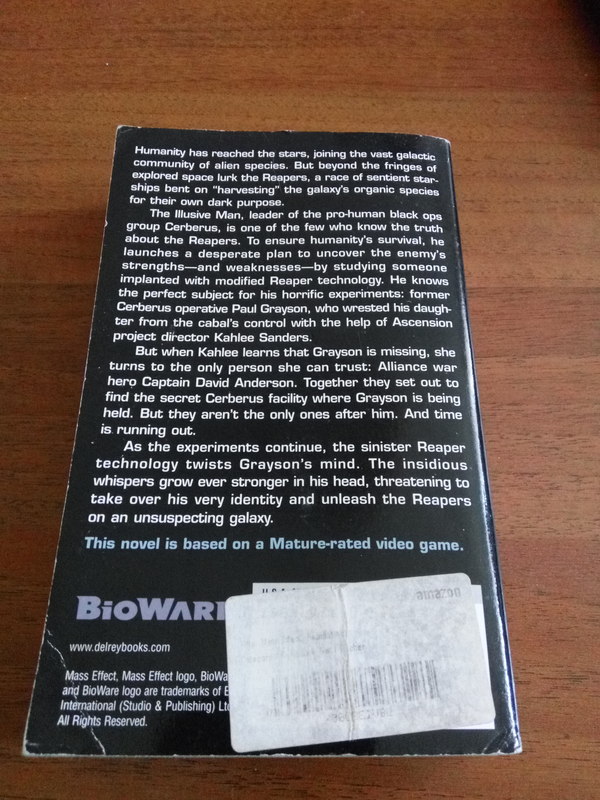 Humanity has reached the stars, joining the vast galactic
community of alien species. But beyond the fringes of
explored space lurk the Reapers, a race of sentient star-
ships bent on "harvesting" the galaxy's organic species
for their own dark purpose.
The Illusive Man, leader of the pro-human black ops
group Cerberus, is one of the few who know the truth
about the Reapers. To ensure humanity's survival, he
launches a desperate plan to uncover the enemy's
strengths—and weaknesses—by studying someone
implanted with modified Reaper technology. He knows
the perfect subject for his horrific experiments: former
Cerberus operative Paul Grayson, who wrested his daugh-
ter from the cabal's control with the help of Ascension
project director Kahlee Sanders.
But when Kahlee learns that Grayson is missing, she
turns to the only person she can trust: Alliance war
hero Captain David Anderson. Together they set out to
find the secret Cerberus facility where Grayson is being
held. But they aren't the only ones after him. And time
is running out.
As the experiments continue, the sinister Reaper
technology twists Grayson's mind. The insidious
whispers grow ever stronger in his head, threatening to
take over his very identity and unleash the Reapers
on an unsuspecting galaxy.
This novel is based on a Mature-rated video game.
amazon
BIOWAR
www.delreybooks.com
Mass Effect, Mass Effect logo, BioWa
and BioWare logo are trademarks of E
International (Studio & Publishing) Lt
All Rights Reserved.